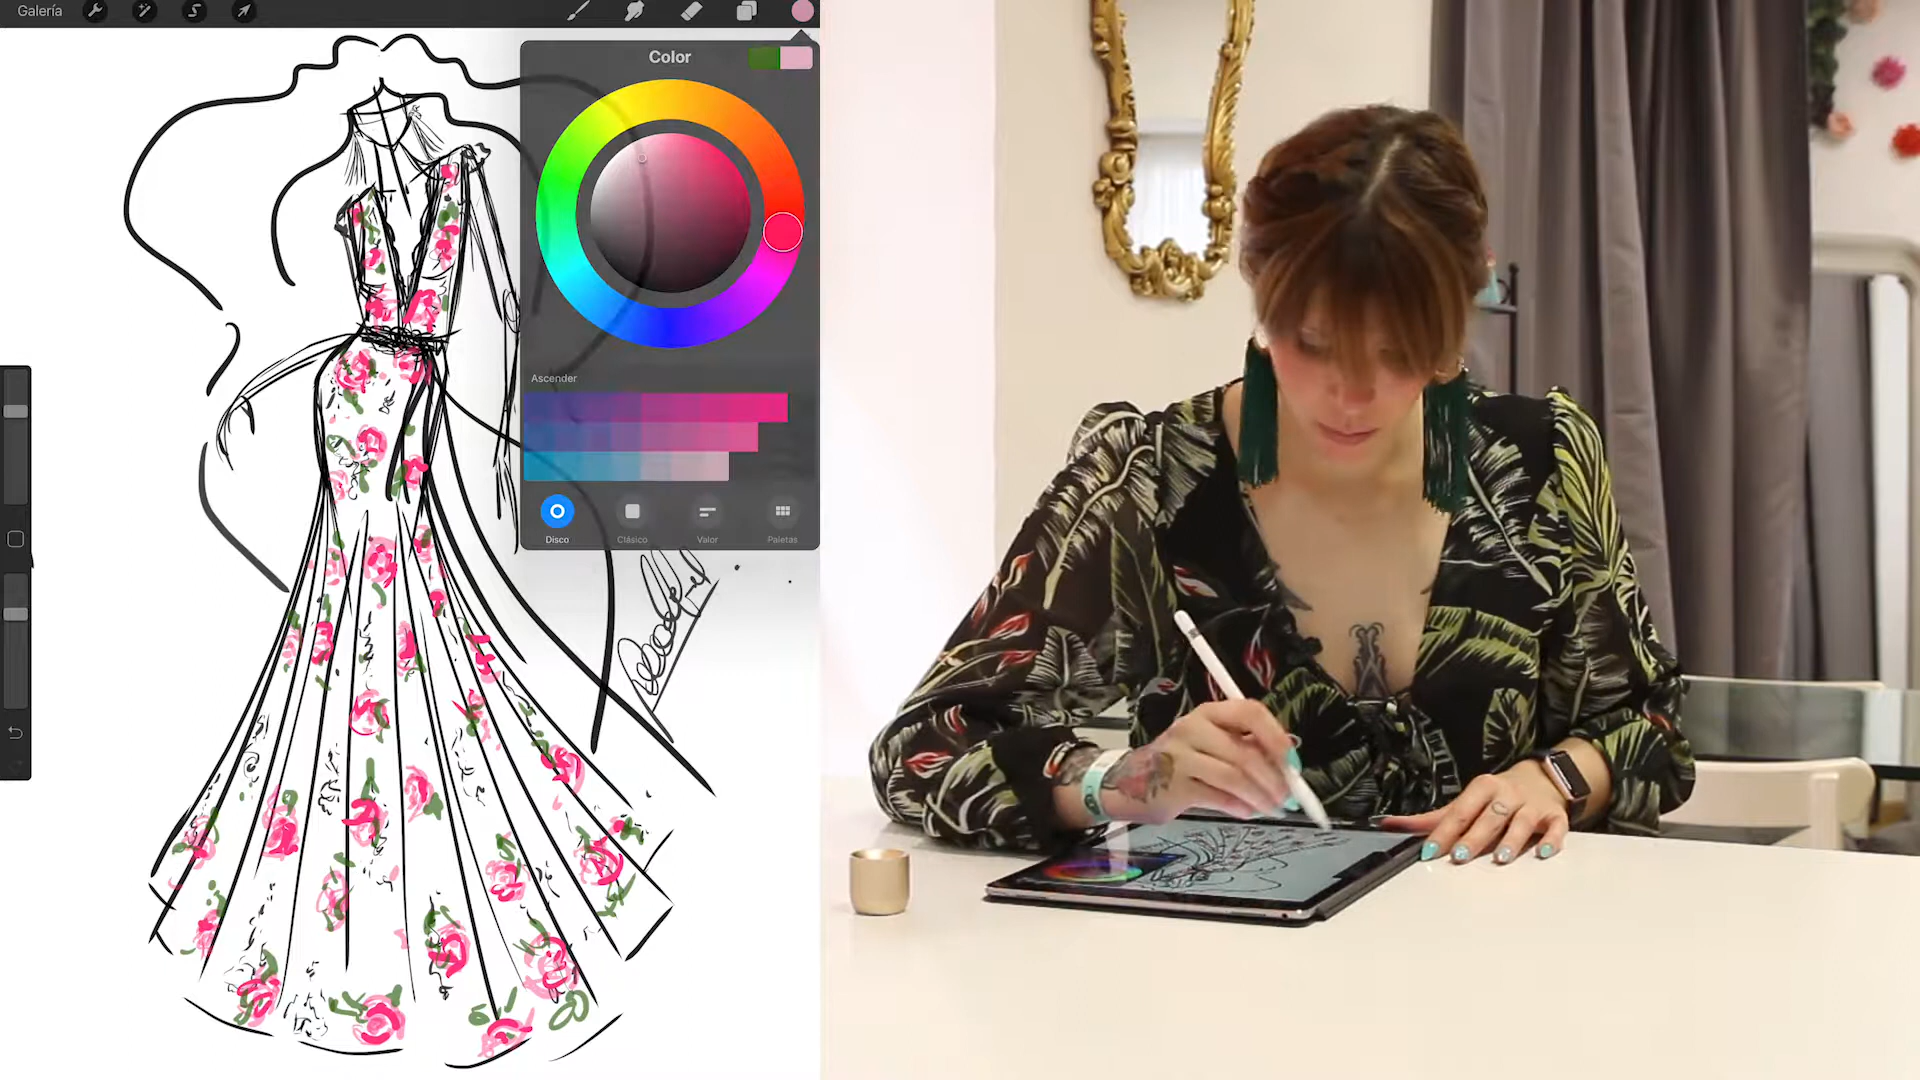 Galería
Color
Ascender
Disco
Clásico
Valor
Paletas